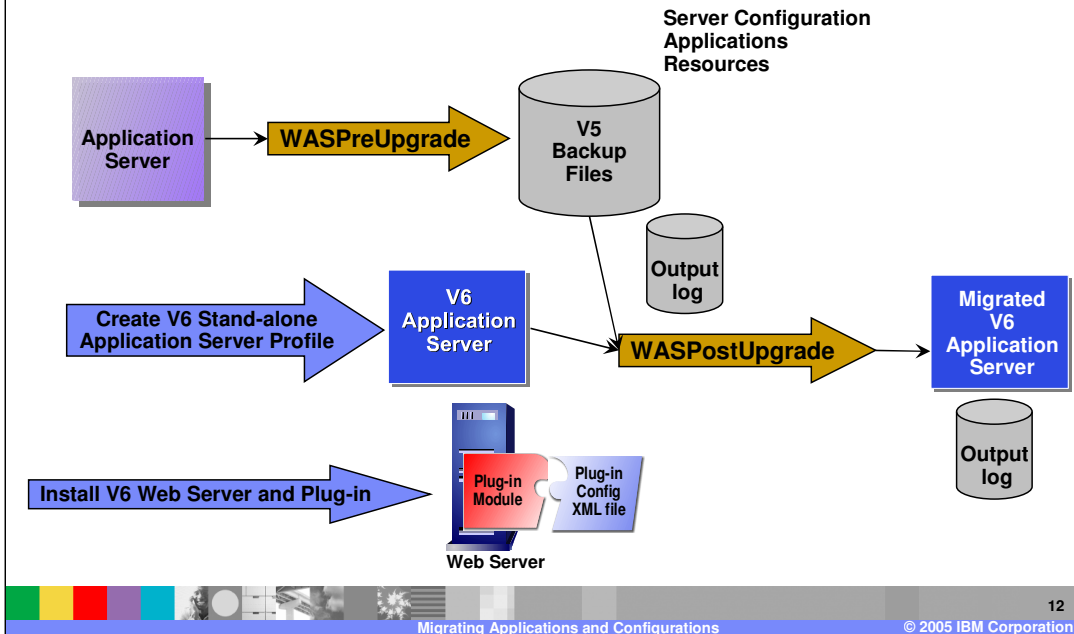 Server Configuration
Applications
Resources
Application
Server
WASPreUpgrade
V5
Backup
Files
Output
log
Create V6 Stand-alone
Application Server Profile
V6
Application
Server
WASPostUpgrade
Migrated
V6
Application
Server
Output
log
Install V6 Web Server and Plug-in
Plug-in
Module
Plug-in
Config
XML file
Web Server
12
Migrating Applications and Configurations
© 2005 IBM Corporation